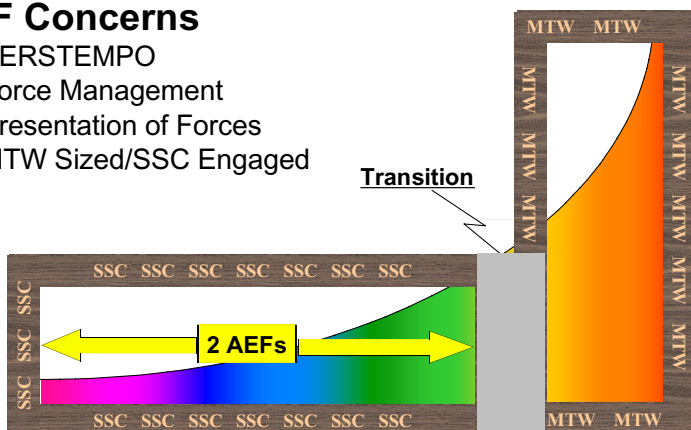 F Concerns
ERSTEMPO
orce Management
resentation of Forces
MTW Sized/SSC Engaged
MTW MTW
MTW MTW MTW
MTW MTW MTW MTW MTW
Transition
SSC SSC SSC SSC SSC SSC SSC
SSC SSC SSC
2 AEFs
SSC SSC SSC SSC SSC SSC SSC
MTW MTW